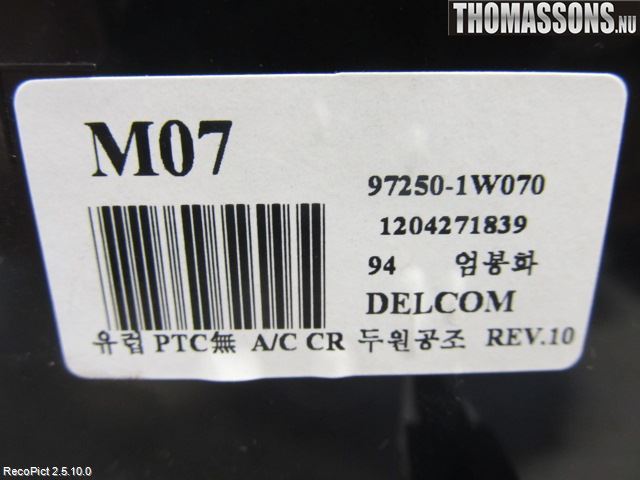 THOMASSONS.NU
M07
97250-1W070
1204271839
94 엄봉화
DELCOM
유럽 PTC無 A/C CR 두원공조 REV.10
RecoPict 2.5.10.0